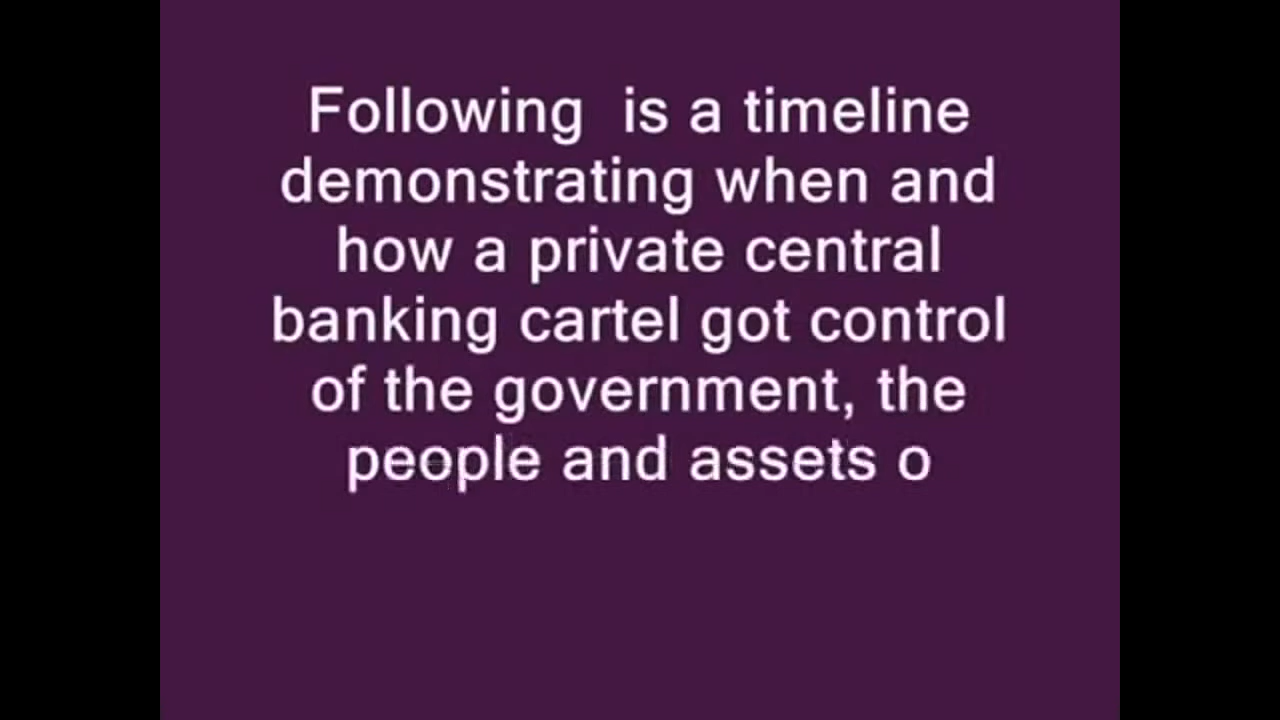 Following  is a timeline
demonstrating when and
how a private central
banking cartel got control
of the government, the
people and assets o